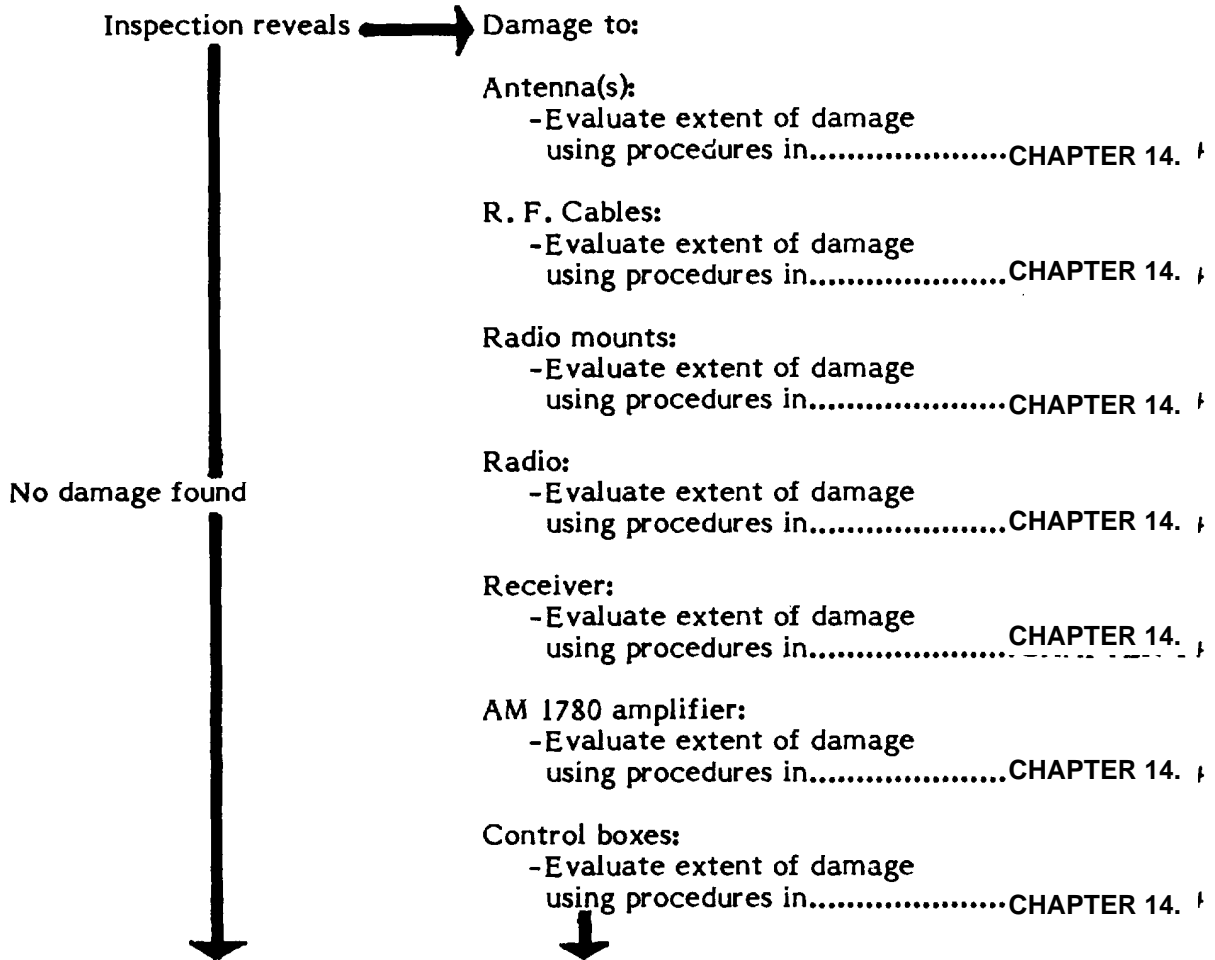 Inspection reveals Damage to:
Antenna(s):
-Evaluate extent of damage
using procedures in......................CHAPTER 14.
R. F. Cables:
-Evaluate extent of damage
using procedures in......................CHAPTER 14.
Radio mounts:
-Evaluate extent of damage
using procedures in......................CHAPTER 14.
Radio:
No damage found
-Evaluate extent of damage
using procedures in......................CHAPTER 14.
Receiver:
-Evaluate extent of damage
using procedures in......................CHAPTER 14.
AM 1780 amplifier:
-Evaluate extent of damage
using procedures in......................CHAPTER 14.
Control boxes:
-Evaluate extent of damage
using procedures in......................CHAPTER 14.